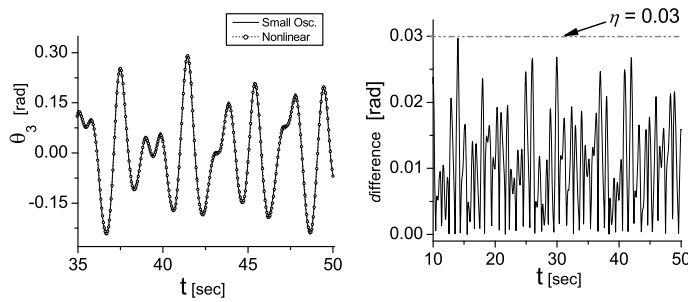 Small Osc.
Nonlinear
0.30
0.15
0.00
-0.15
θ_3 [rad]
35
40
45
50
t [sec]
η = 0.03
0.03
0.02
0.01
0.00
difference [rad]
10
20
30
40
50
t [sec]